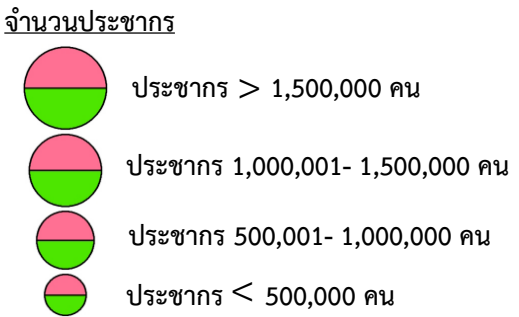 จำนวนประชากร
ประชากร > 1,500,000 คน
ประชากร 1,000,001- 1,500,000 คน
ประชากร 500,001- 1,000,000 คน
ประชากร < 500,000 คน